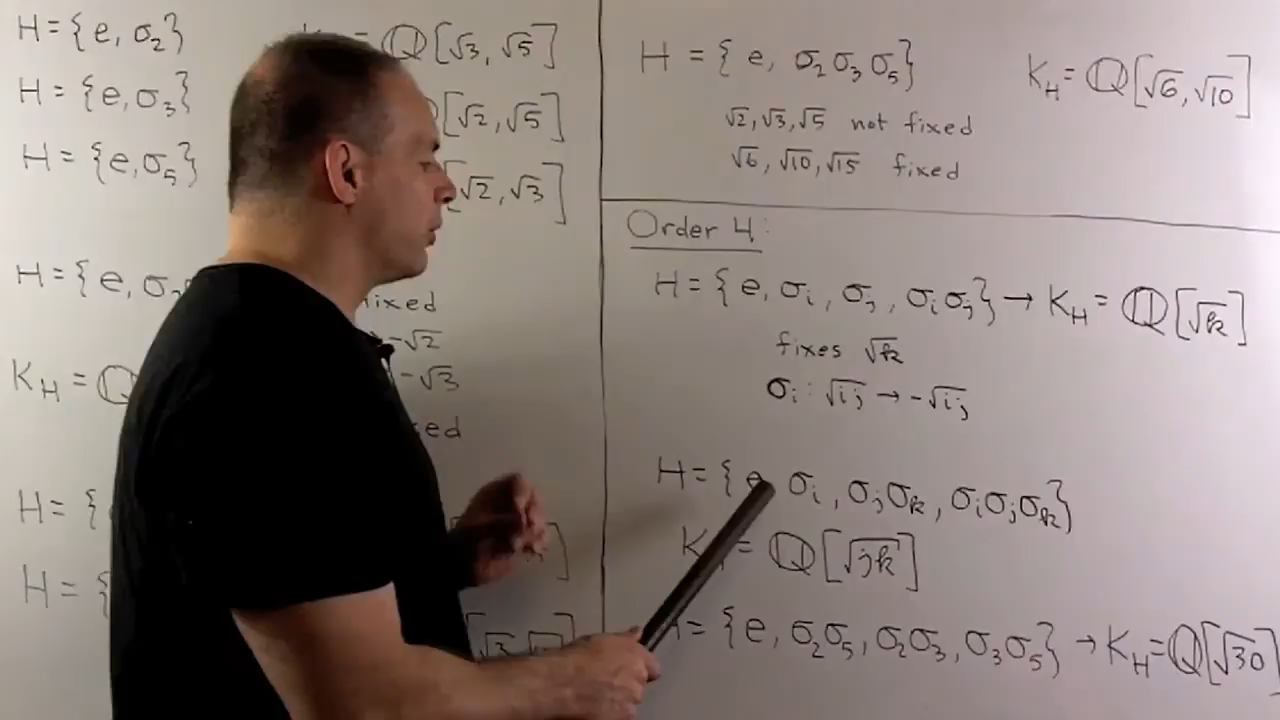 H = {e, σ₂}
= ℚ[√3, √5]
H = {e, σ₃}
[√2, √5]
H = {e, σ₅}
[√2, √3]
H = {e, σ
fixed
→ -√2
-√3
K_H = ℚ
H = {
H = {
H = {e, σ₂σ₃σ₅}
K_H = ℚ[√6, √10]
√2, √3, √5 not fixed
√6, √10, √15 fixed
Order 4:
H = {e, σᵢ, σⱼ, σᵢσⱼ} → K_H = ℚ[√k]
fixes √k
σᵢ: √ij → -√ij
H = {e, σᵢ, σⱼσₖ, σᵢσⱼσₖ}
K_H = ℚ[√jk]
= {e, σ₂σ₅, σ₂σ₃, σ₃σ₅} → K_H = ℚ[√30]